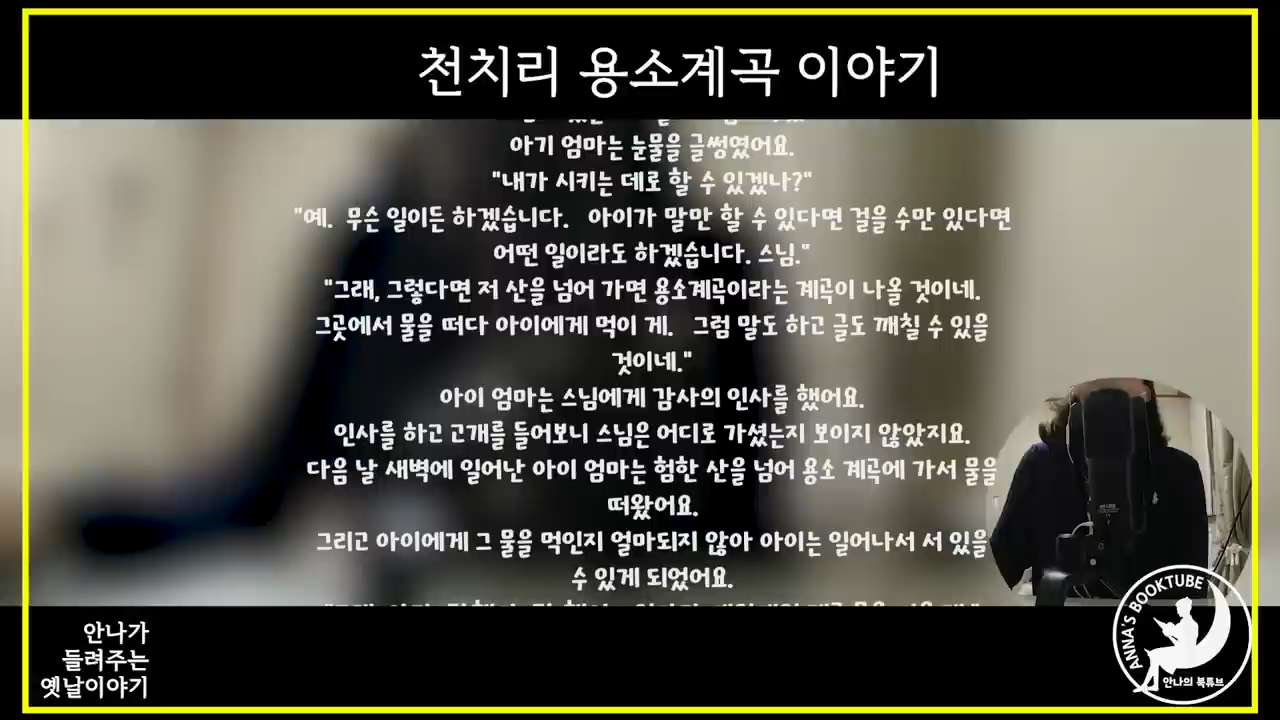 천치리 용소계곡 이야기
아기 엄마는 눈물을 글썽였어요.
"내가 시키는 데로 할 수 있겠나?"
"예. 무슨 일이든 하겠습니다. 아이가 말만 할 수 있다면 걸을 수만 있다면
어떤 일이라도 하겠습니다. 스님."
"그래, 그렇다면 저 산을 넘어 가면 용소계곡이라는 계곡이 나올 것이네.
그곳에서 물을 떠다 아이에게 먹이 게. 그럼 말도 하고 글도 깨칠 수 있을
것이네."
아이 엄마는 스님에게 감사의 인사를 했어요.
인사를 하고 고개를 들어보니 스님은 어디로 가셨는지 보이지 않았지요.
다음 날 새벽에 일어난 아이 엄마는 험한 산을 넘어 용소 계곡에 가서 물을
떠왔어요.
그리고 아이에게 그 물을 먹인지 얼마되지 않아 아이는 일어나서 서 있을
수 있게 되었어요.
안나가
들려주는
옛날이야기
ANNA'S BOOKTUBE
안나의 북튜브